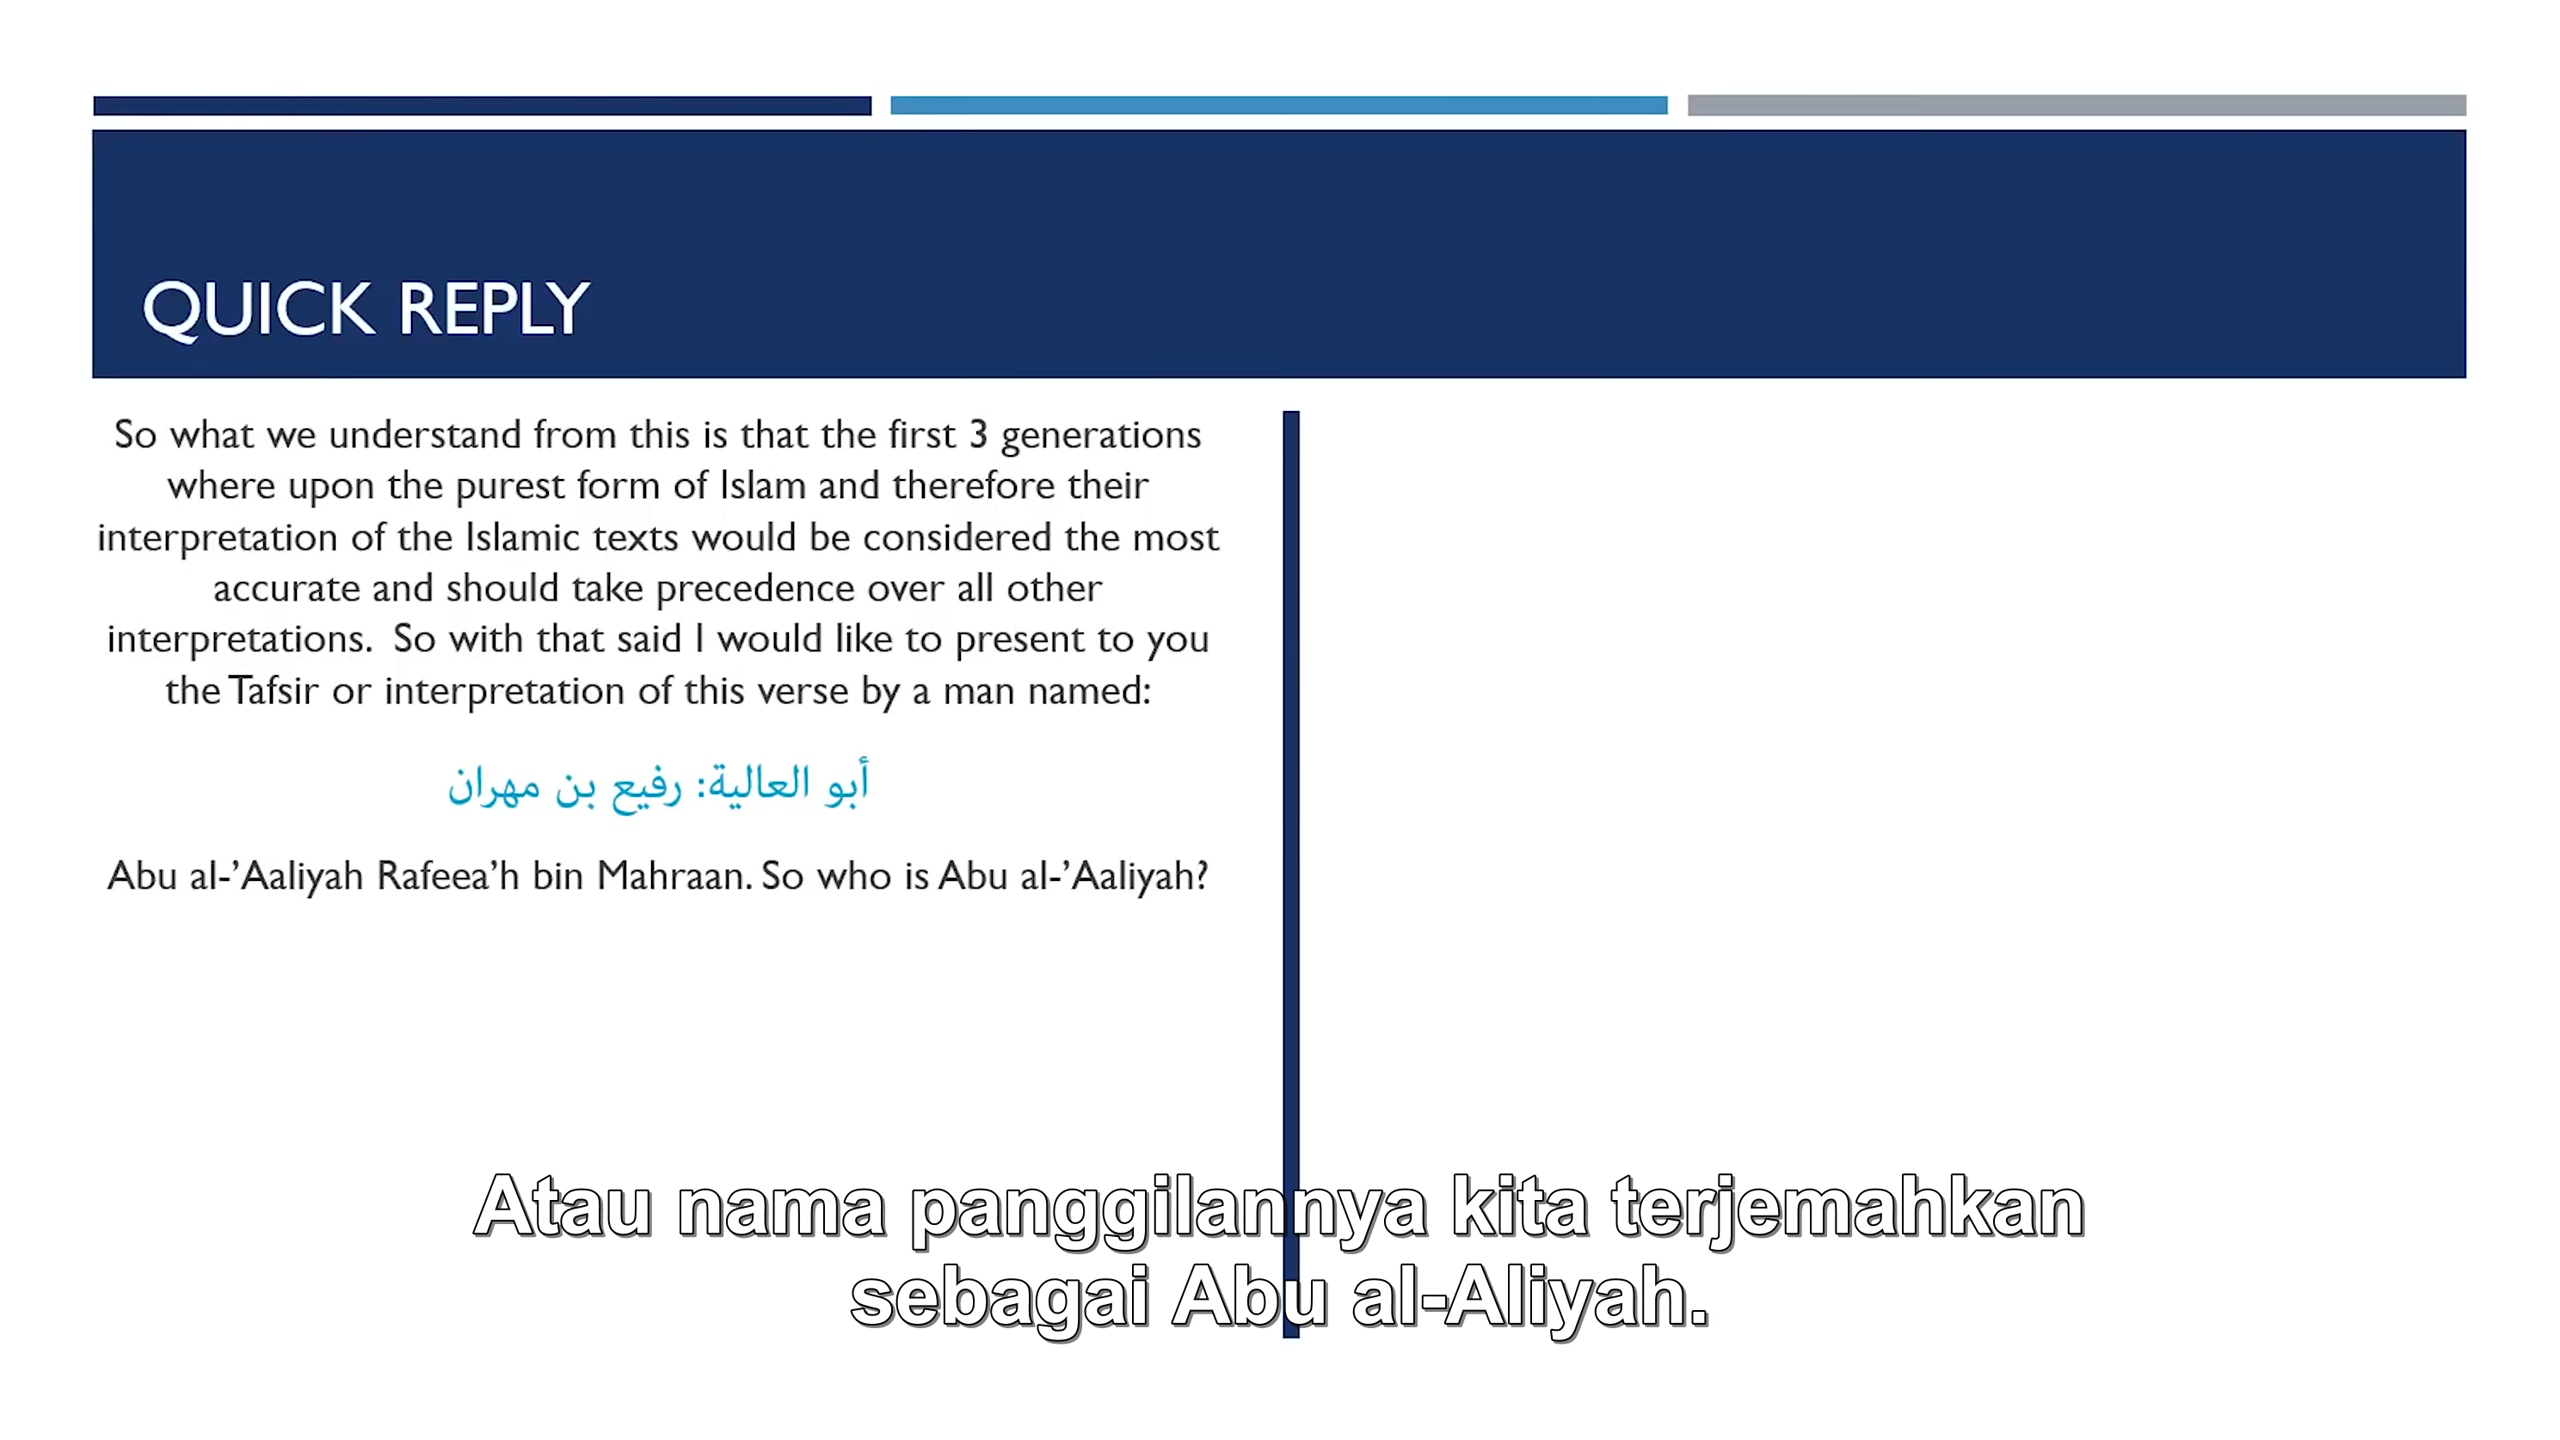 QUICK REPLY
So what we understand from this is that the first 3 generations
where upon the purest form of Islam and therefore their
interpretation of the Islamic texts would be considered the most
accurate and should take precedence over all other
interpretations.  So with that said I would like to present to you
the Tafsir or interpretation of this verse by a man named:
أبو العالية: رفيع بن مهران
Abu al-’Aaliyah Rafeea’h bin Mahraan. So who is Abu al-’Aaliyah?
Atau nama panggilannya kita terjemahkan
sebagai Abu al-Aliyah.